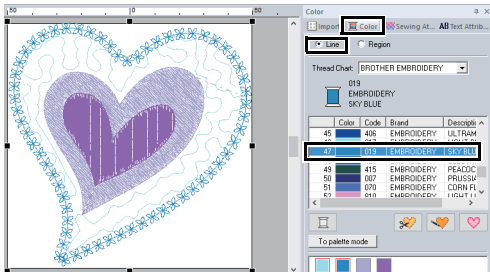 50 0 50
Color
Import Color Sewing At... Text Attrib...
Line Region
Thread Chart: BROTHER EMBROIDERY
019
EMBROIDERY
SKY BLUE
Color Code Brand Descriptic
45 406 EMBROIDERY ULTRAM
47 019 EMBROIDERY SKY BLU
49 415 EMBROIDERY PEACOC
50 007 EMBROIDERY PRUSSIA
51 070 EMBROIDERY CORN FL
52 810 EMBROIDERY LIGHT L
To palette mode